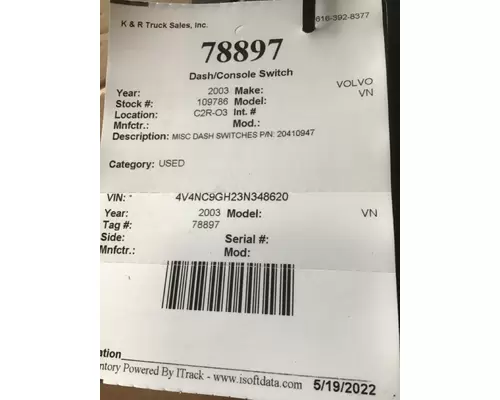 K & R Truck Sales, Inc.
616-392-8377
78897
Dash/Console Switch
Year: 2003 Make: VOLVO
Stock #: 109786 Model: VN
Location: C2R-O3 Int. #
Mnfctr.: Mod.:
Description: MISC DASH SWITCHES P/N: 20410947
Category: USED
VIN: 4V4NC9GH23N348620
Year: 2003 Model: VN
Tag #: 78897
Side: Serial #:
Mnfctr.: Mod:
ntory Powered By ITrack - www.isoftdata.com 5/19/2022